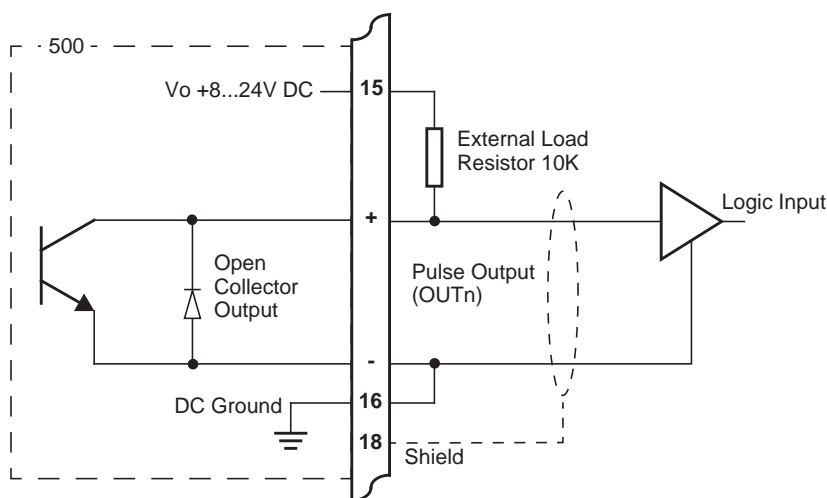 500
Vo +8...24V DC
15
External Load
Resistor 10K
+
Logic Input
Open
Collector
Output
Pulse Output
(OUTn)
-
DC Ground
16
18
Shield